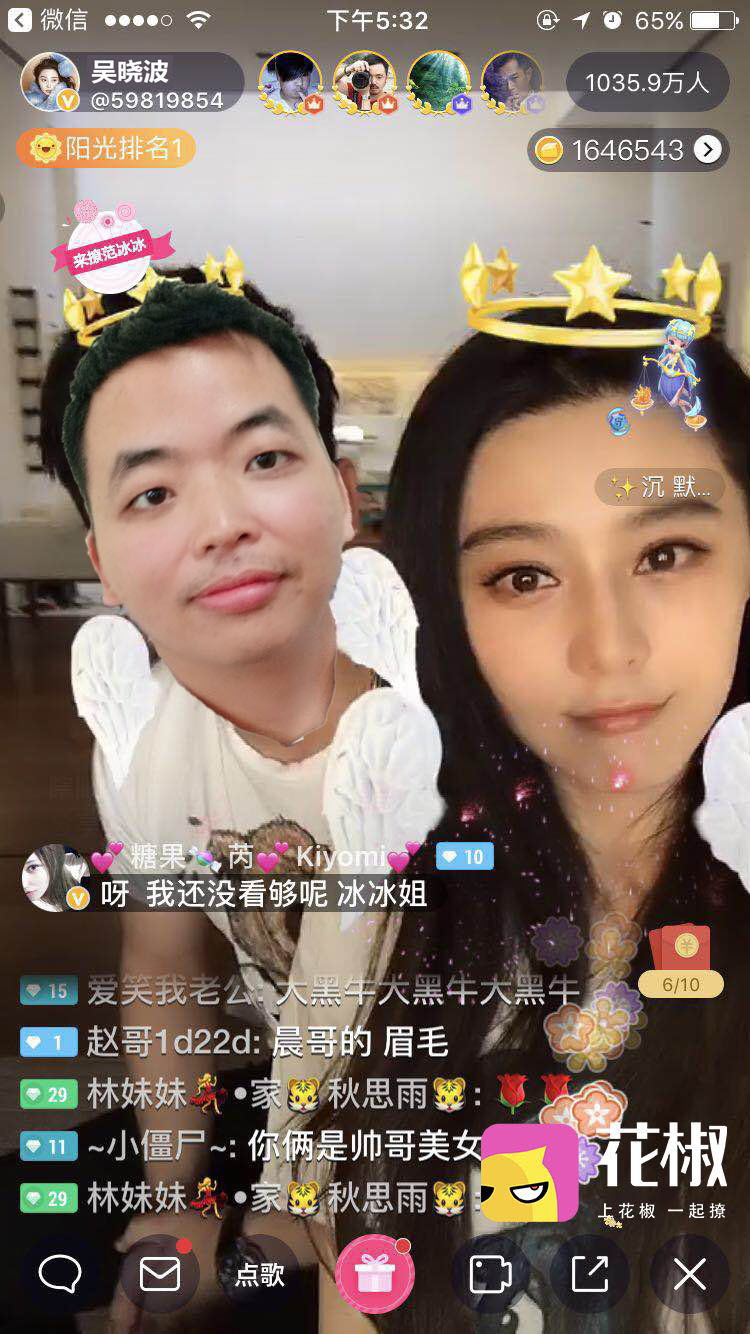 微信
下午5:32
65%
吴晓波
@59819854
1035.9万人
阳光排名1
1646543
来撩范冰冰
沉 默...
糖果🍬芮💕Kiyomi💕
10
呀 我还没看够呢 冰冰姐
6/10
15 爱笑我老公: 大黑牛大黑牛大黑牛
1 赵哥1d22d: 晨哥的 眉毛
29 林妹妹💃•家🐯秋思雨🐯: 🌹🌹
11 ~小僵尸~: 你俩是帅哥美女
29 林妹妹💃•家🐯秋思雨🐯:
花椒
上花椒 一起撩
点歌